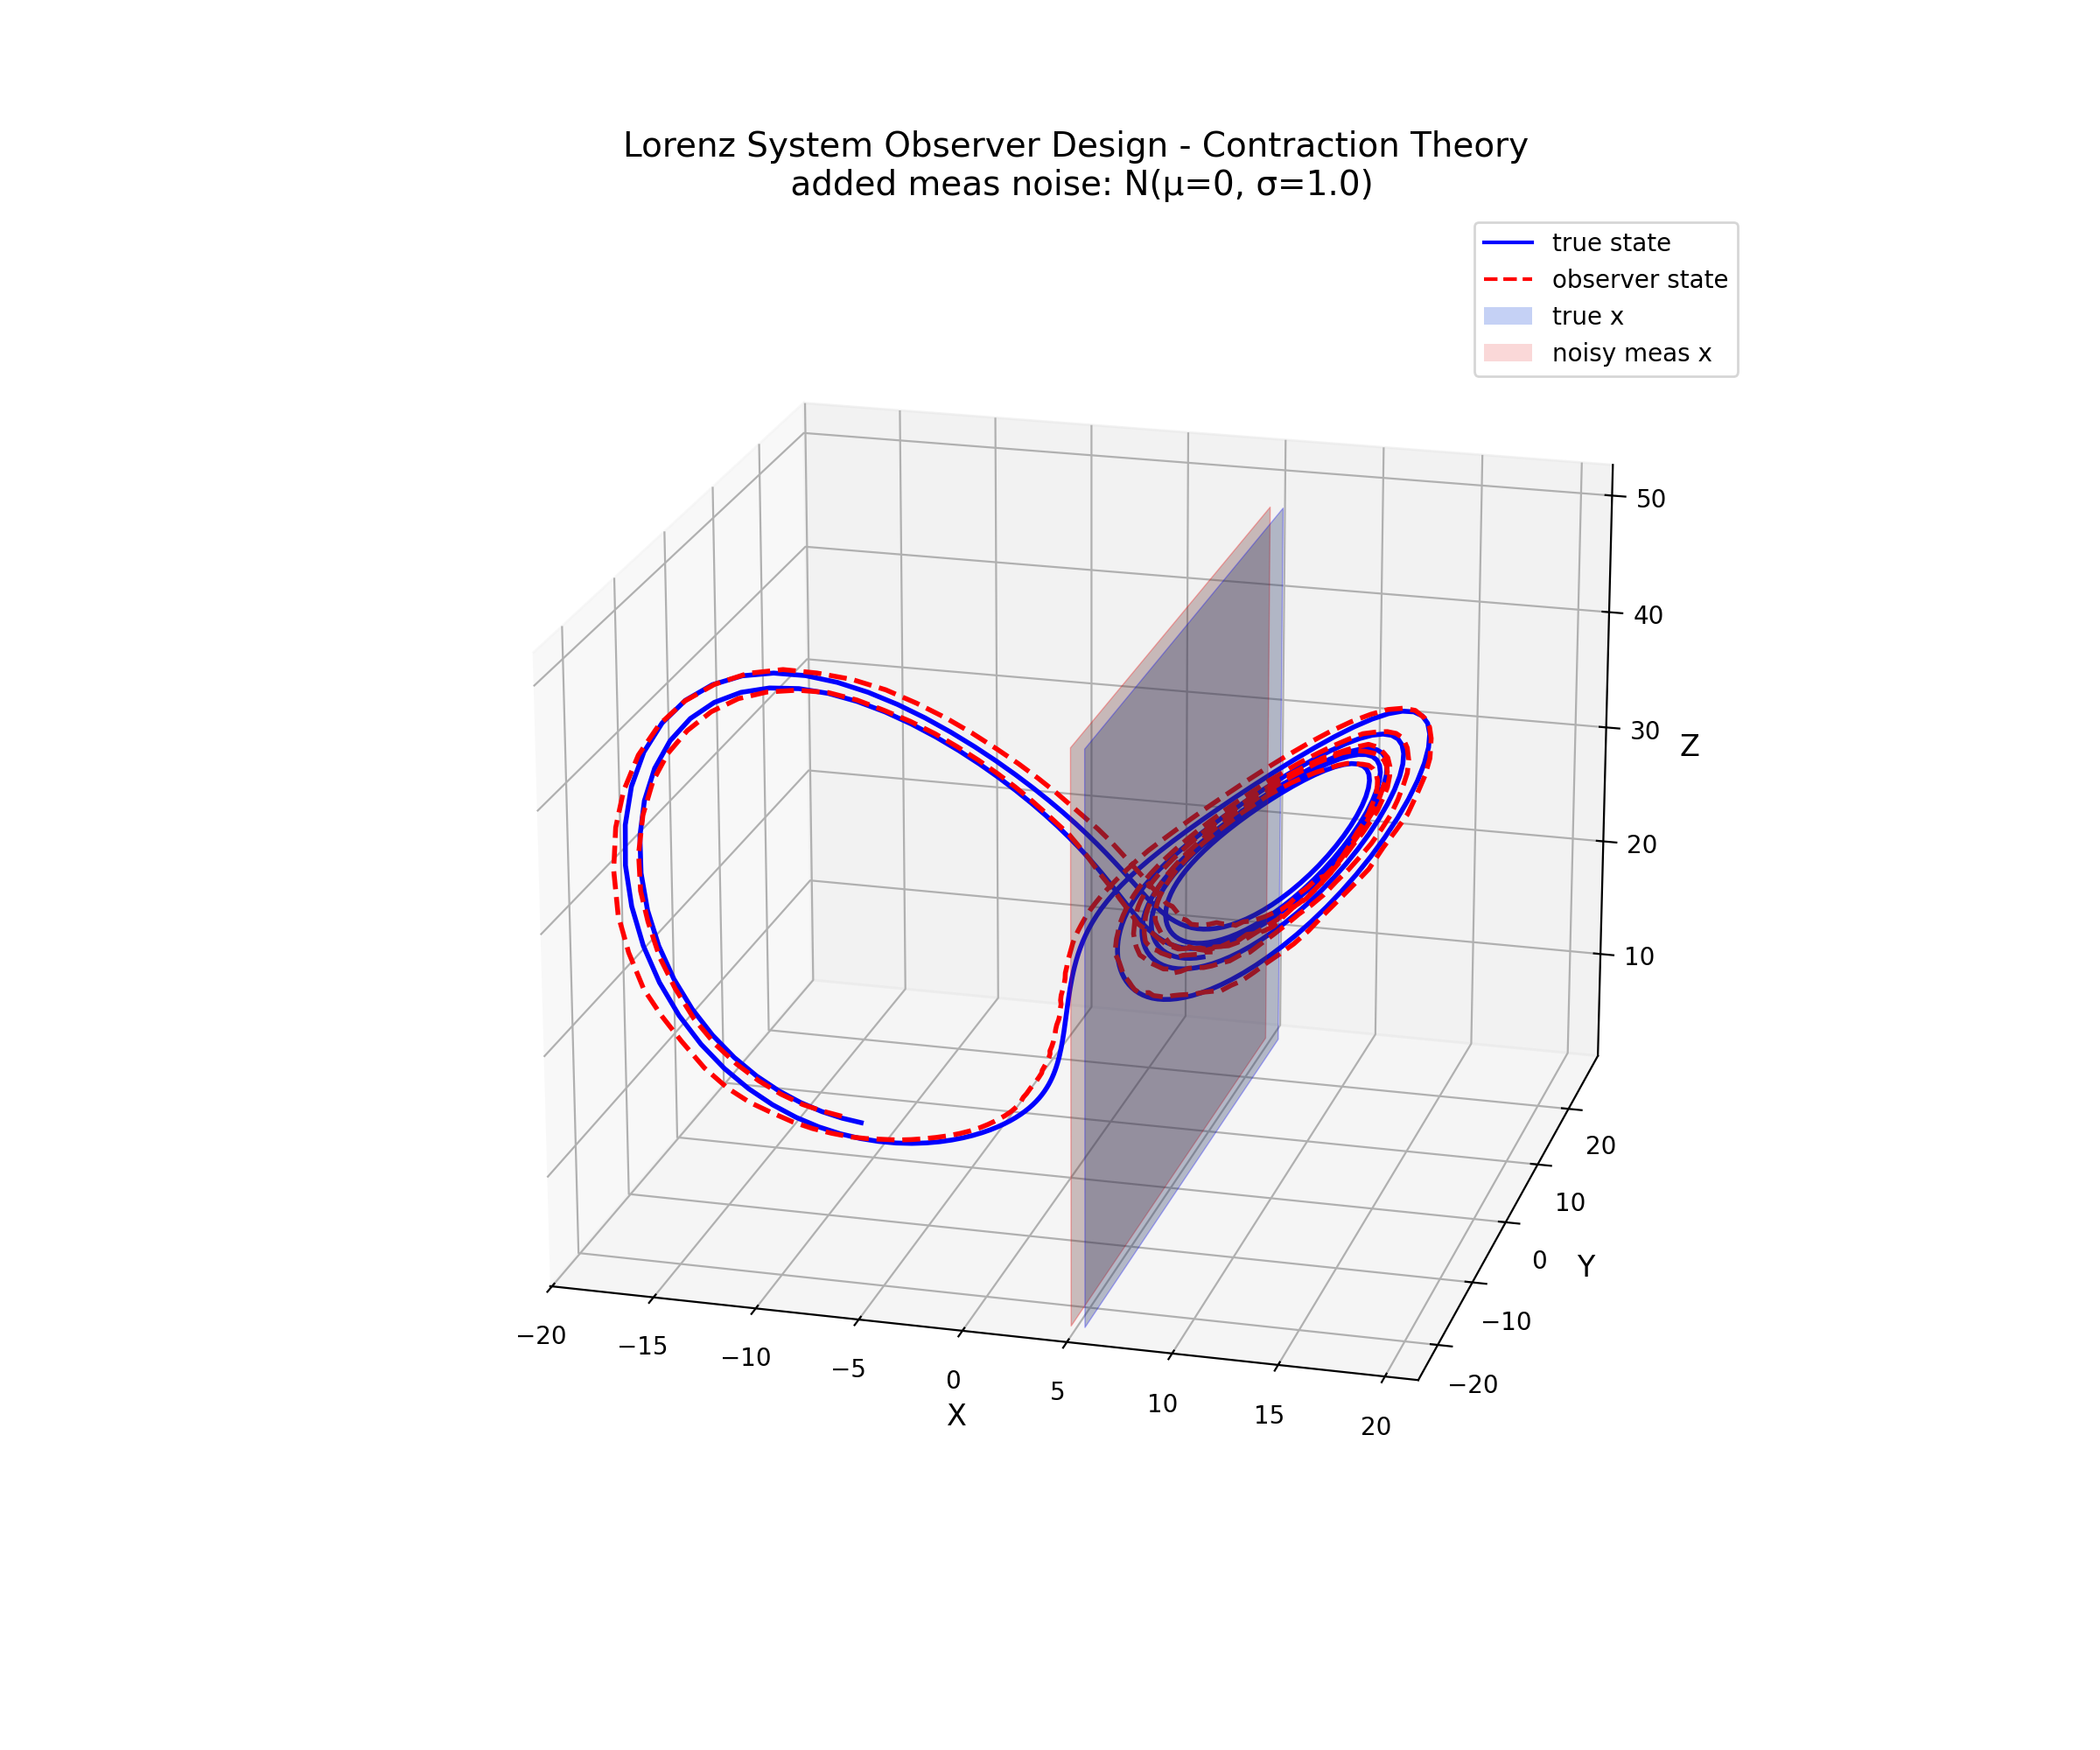 Lorenz System Observer Design - Contraction Theory
added meas noise: N(μ=0, σ=1.0)
true state
observer state
true x
noisy meas x
50
40
30
Z
20
10
20
10
0
Y
−10
−20
−20
−15
−10
−5
0
5
10
15
20
X